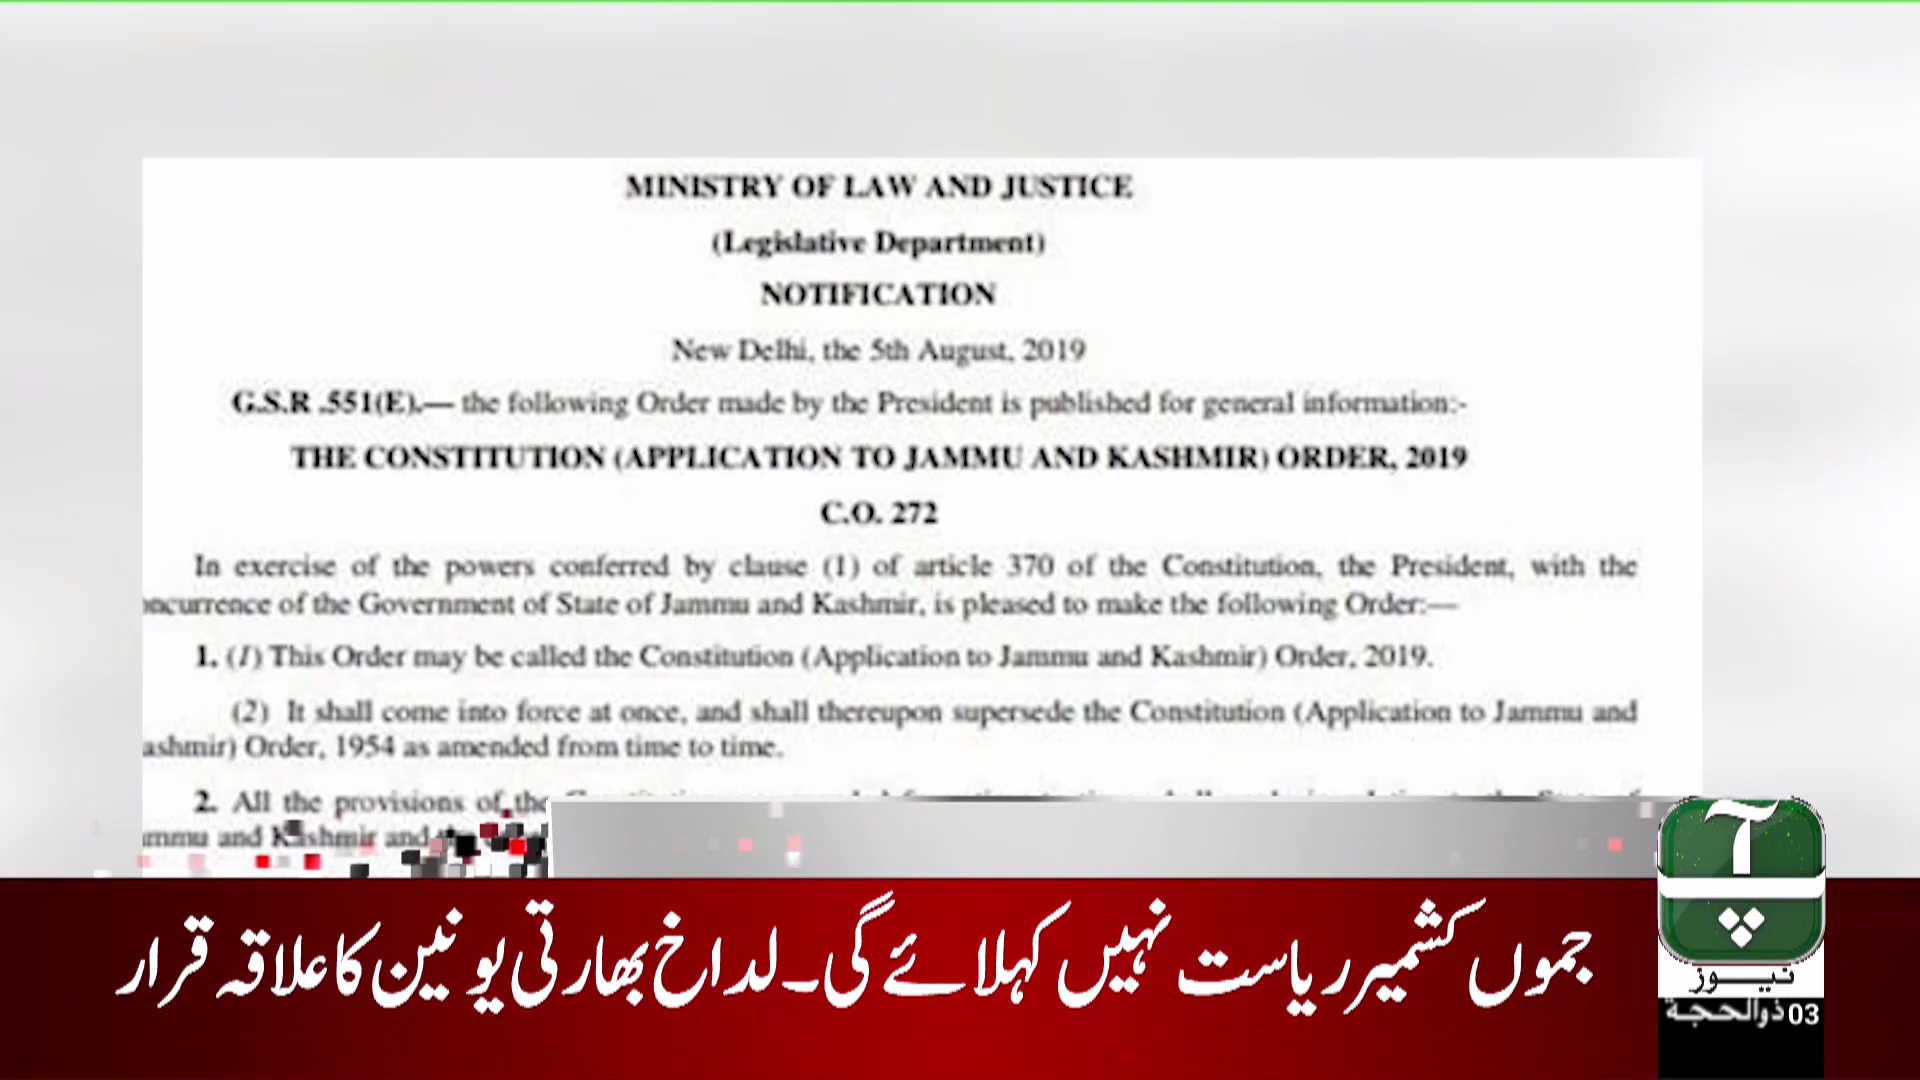 MINISTRY OF LAW AND JUSTICE
(Legislative Department)
NOTIFICATION
New Delhi, the 5th August, 2019
G.S.R .551(E).— the following Order made by the President is published for general information:-
THE CONSTITUTION (APPLICATION TO JAMMU AND KASHMIR) ORDER, 2019
C.O. 272
In exercise of the powers conferred by clause (1) of article 370 of the Constitution, the President, with the
oncurrence of the Government of State of Jammu and Kashmir, is pleased to make the following Order:—
1. (1) This Order may be called the Constitution (Application to Jammu and Kashmir) Order, 2019.
(2) It shall come into force at once, and shall thereupon supersede the Constitution (Application to Jammu and
ashmir) Order, 1954 as amended from time to time.
2. All the provisions of the
ammu and Kashmir and
جموں کشمیر ریاست نہیں کہلائے گی۔ لداخ بھارتی یونین کا علاقہ قرار
آپ
نیوز
03 ذوالحجة